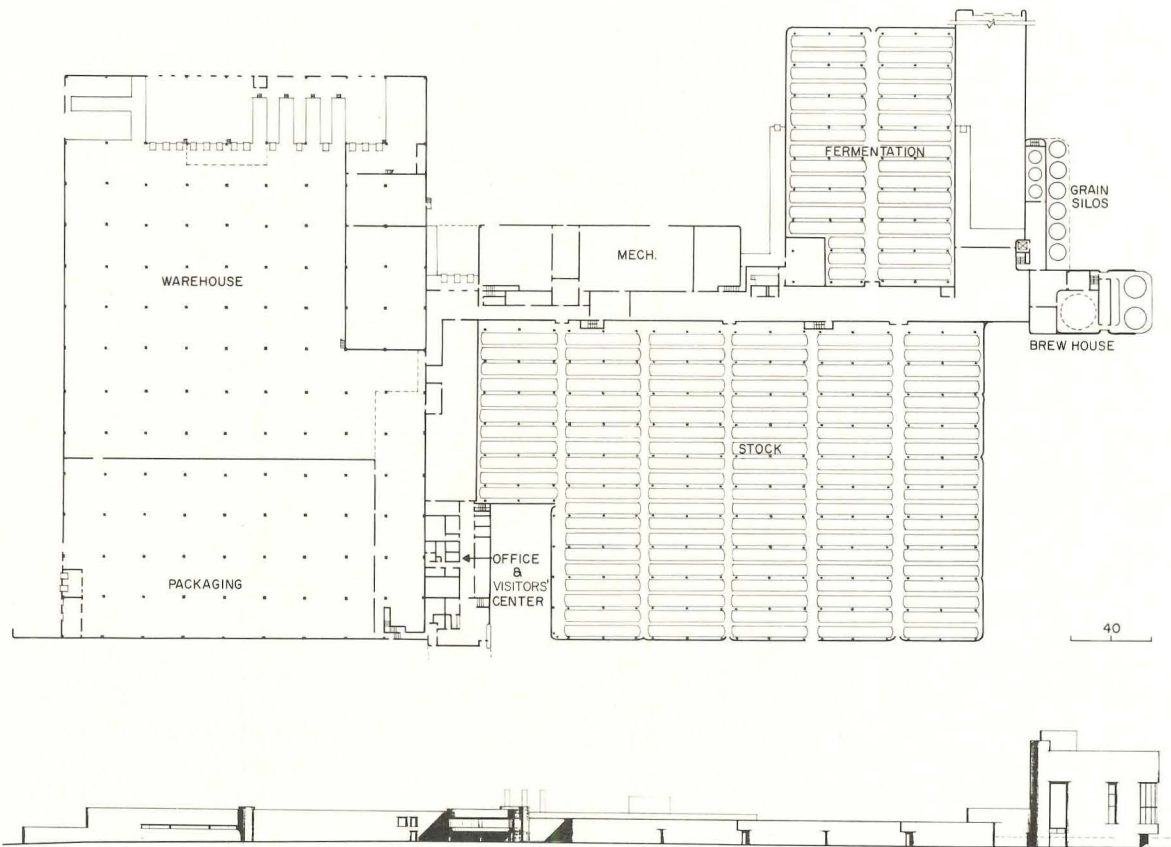 FERMENTATION
GRAIN
SILOS
MECH.
WAREHOUSE
BREW HOUSE
STOCK
OFFICE
&
VISITORS'
CENTER
PACKAGING
40